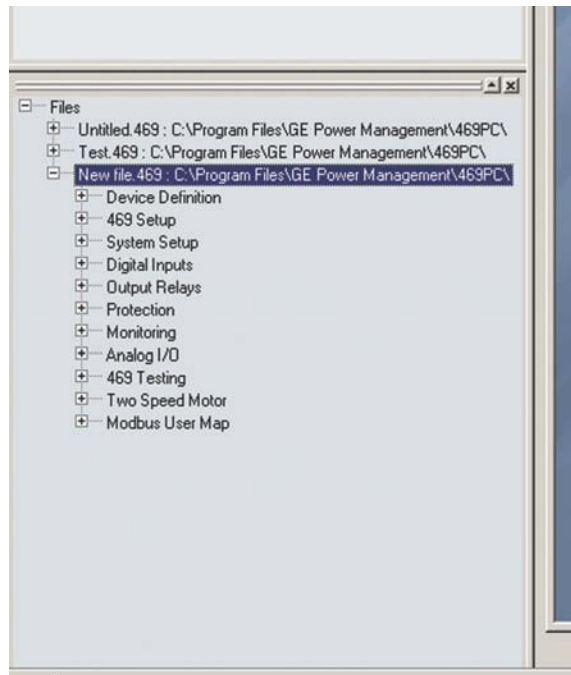 Files
Untitled.469 : C:\Program Files\GE Power Management\469PC\
Test.469 : C:\Program Files\GE Power Management\469PC\
New file.469 : C:\Program Files\GE Power Management\469PC\
Device Definition
469 Setup
System Setup
Digital Inputs
Output Relays
Protection
Monitoring
Analog I/O
469 Testing
Two Speed Motor
Modbus User Map